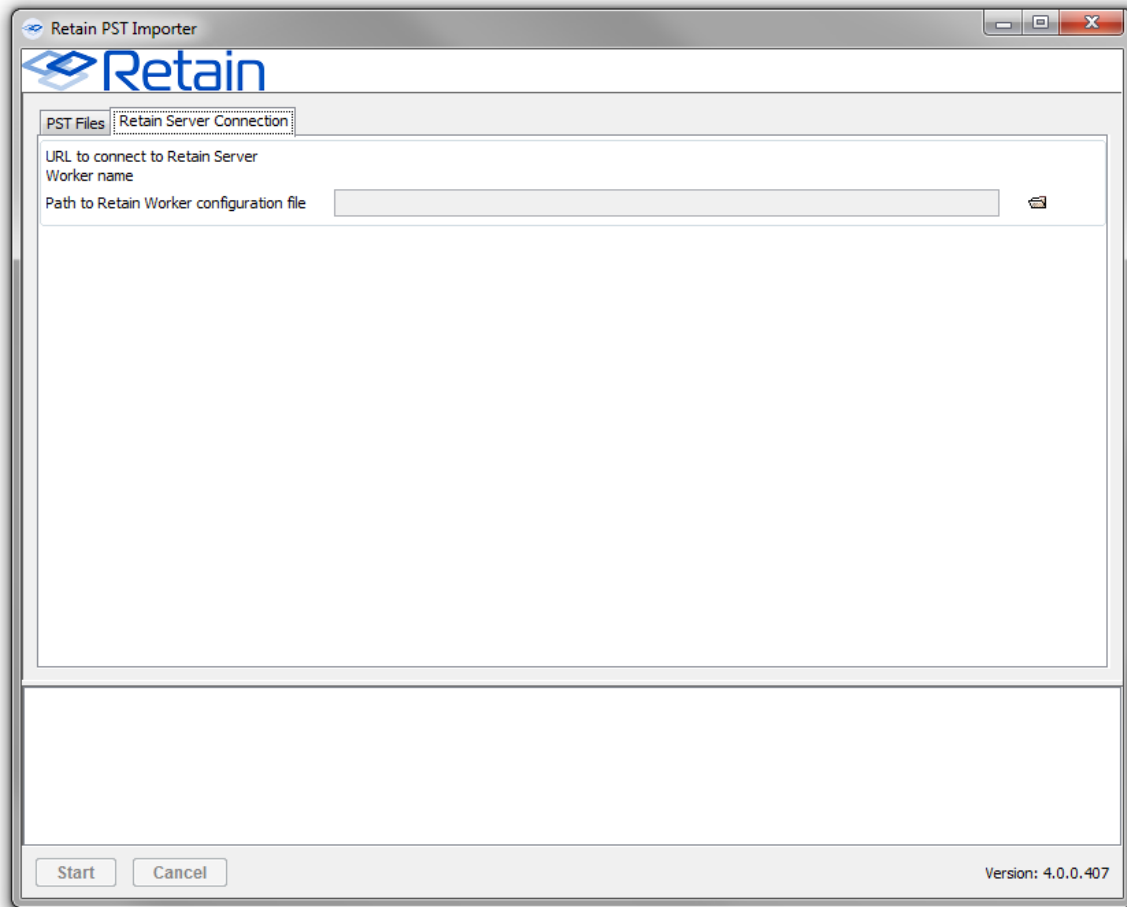 Retain PST Importer
Retain
PST Files
Retain Server Connection
URL to connect to Retain Server
Worker name
Path to Retain Worker configuration file
Start
Cancel
Version: 4.0.0.407